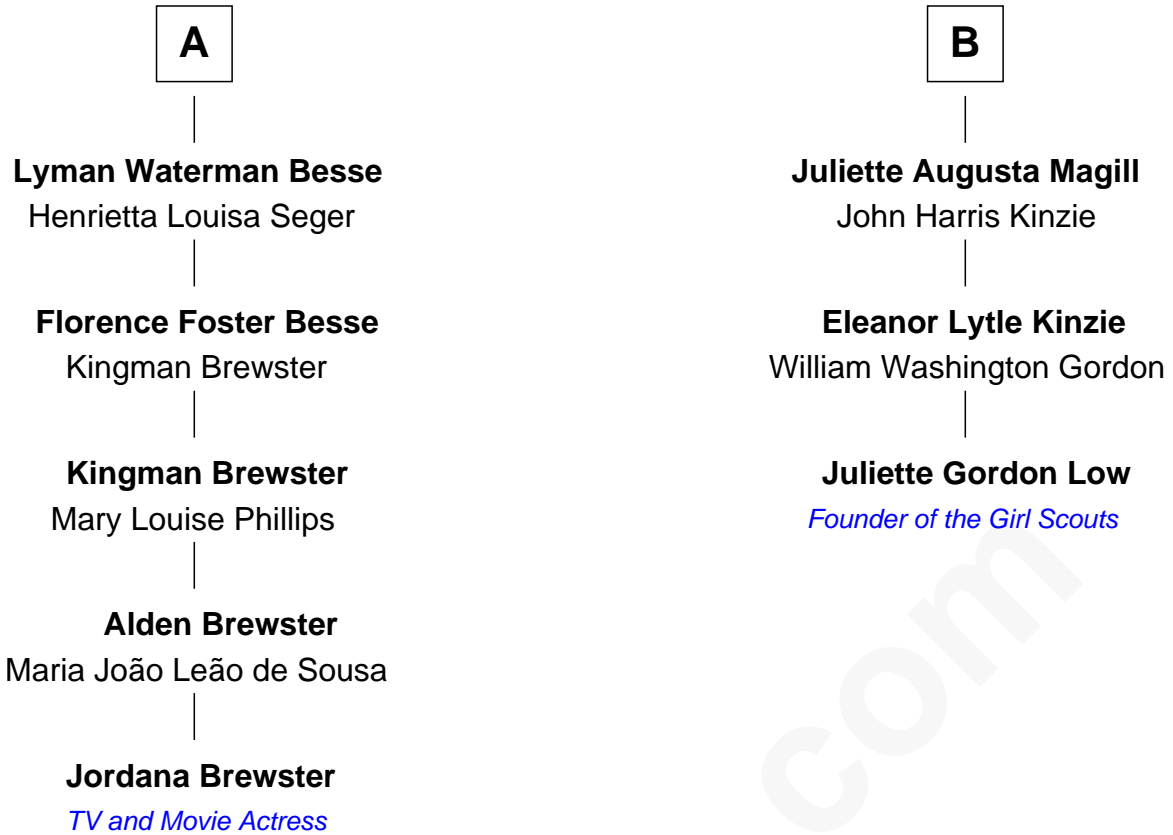 A
Lyman Waterman Besse
Henrietta Louisa Seger
Florence Foster Besse
Kingman Brewster
Kingman Brewster
Mary Louise Phillips
Alden Brewster
Maria João Leão de Sousa
Jordana Brewster
TV and Movie Actress
B
Juliette Augusta Magill
John Harris Kinzie
Eleanor Lytle Kinzie
William Washington Gordon
Juliette Gordon Low
Founder of the Girl Scouts
com